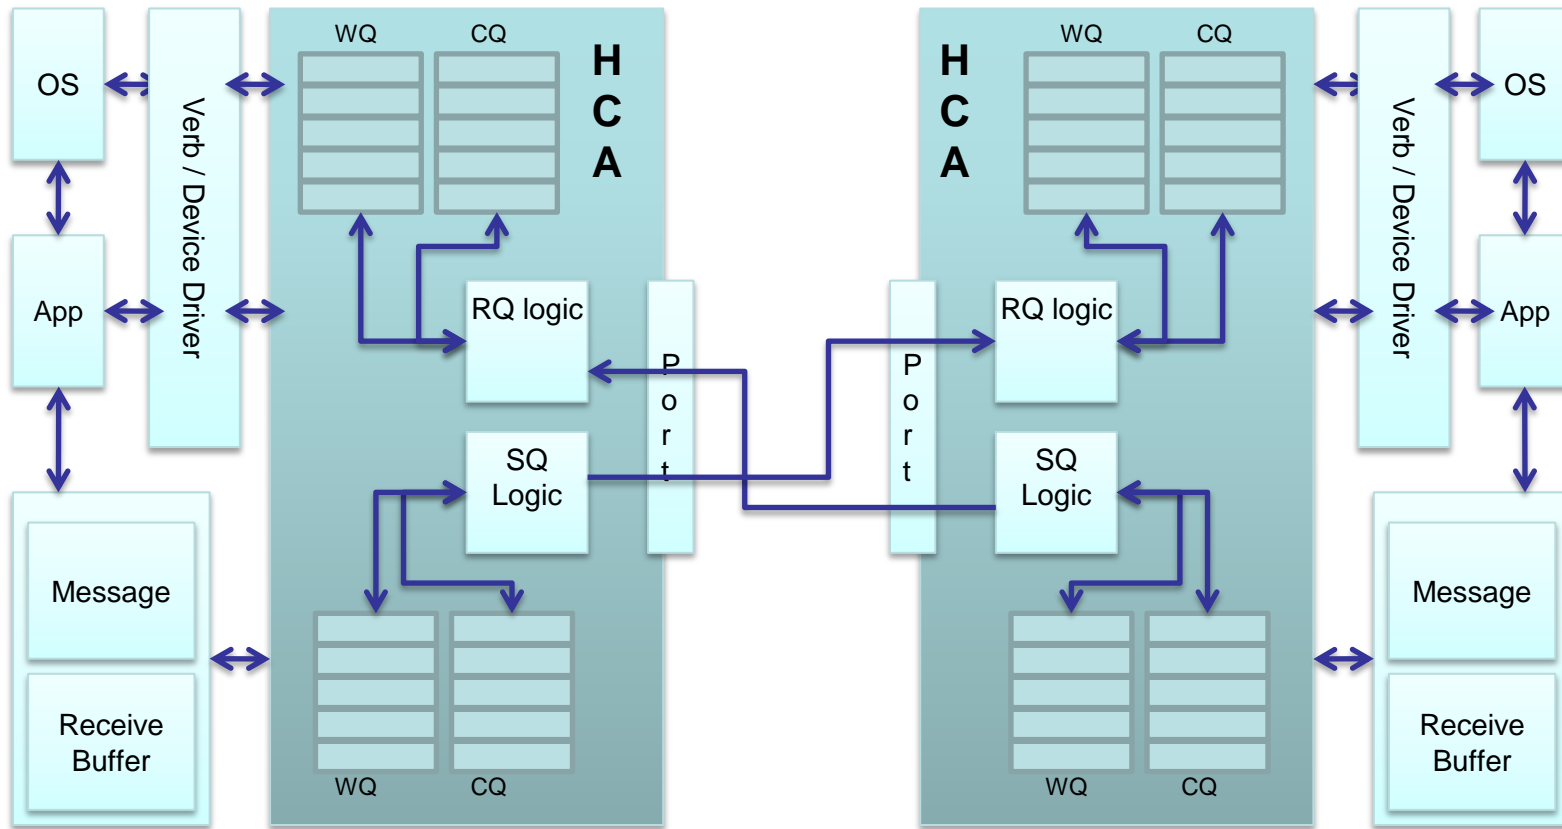 WQ
CQ
H
C
A
OS
Verb / Device Driver
App
RQ logic
P
o
r
t
SQ
Logic
Message
Receive
Buffer
WQ
CQ
H
C
A
WQ
CQ
OS
Verb / Device Driver
App
P
o
r
t
RQ logic
SQ
Logic
Message
Receive
Buffer
WQ
CQ